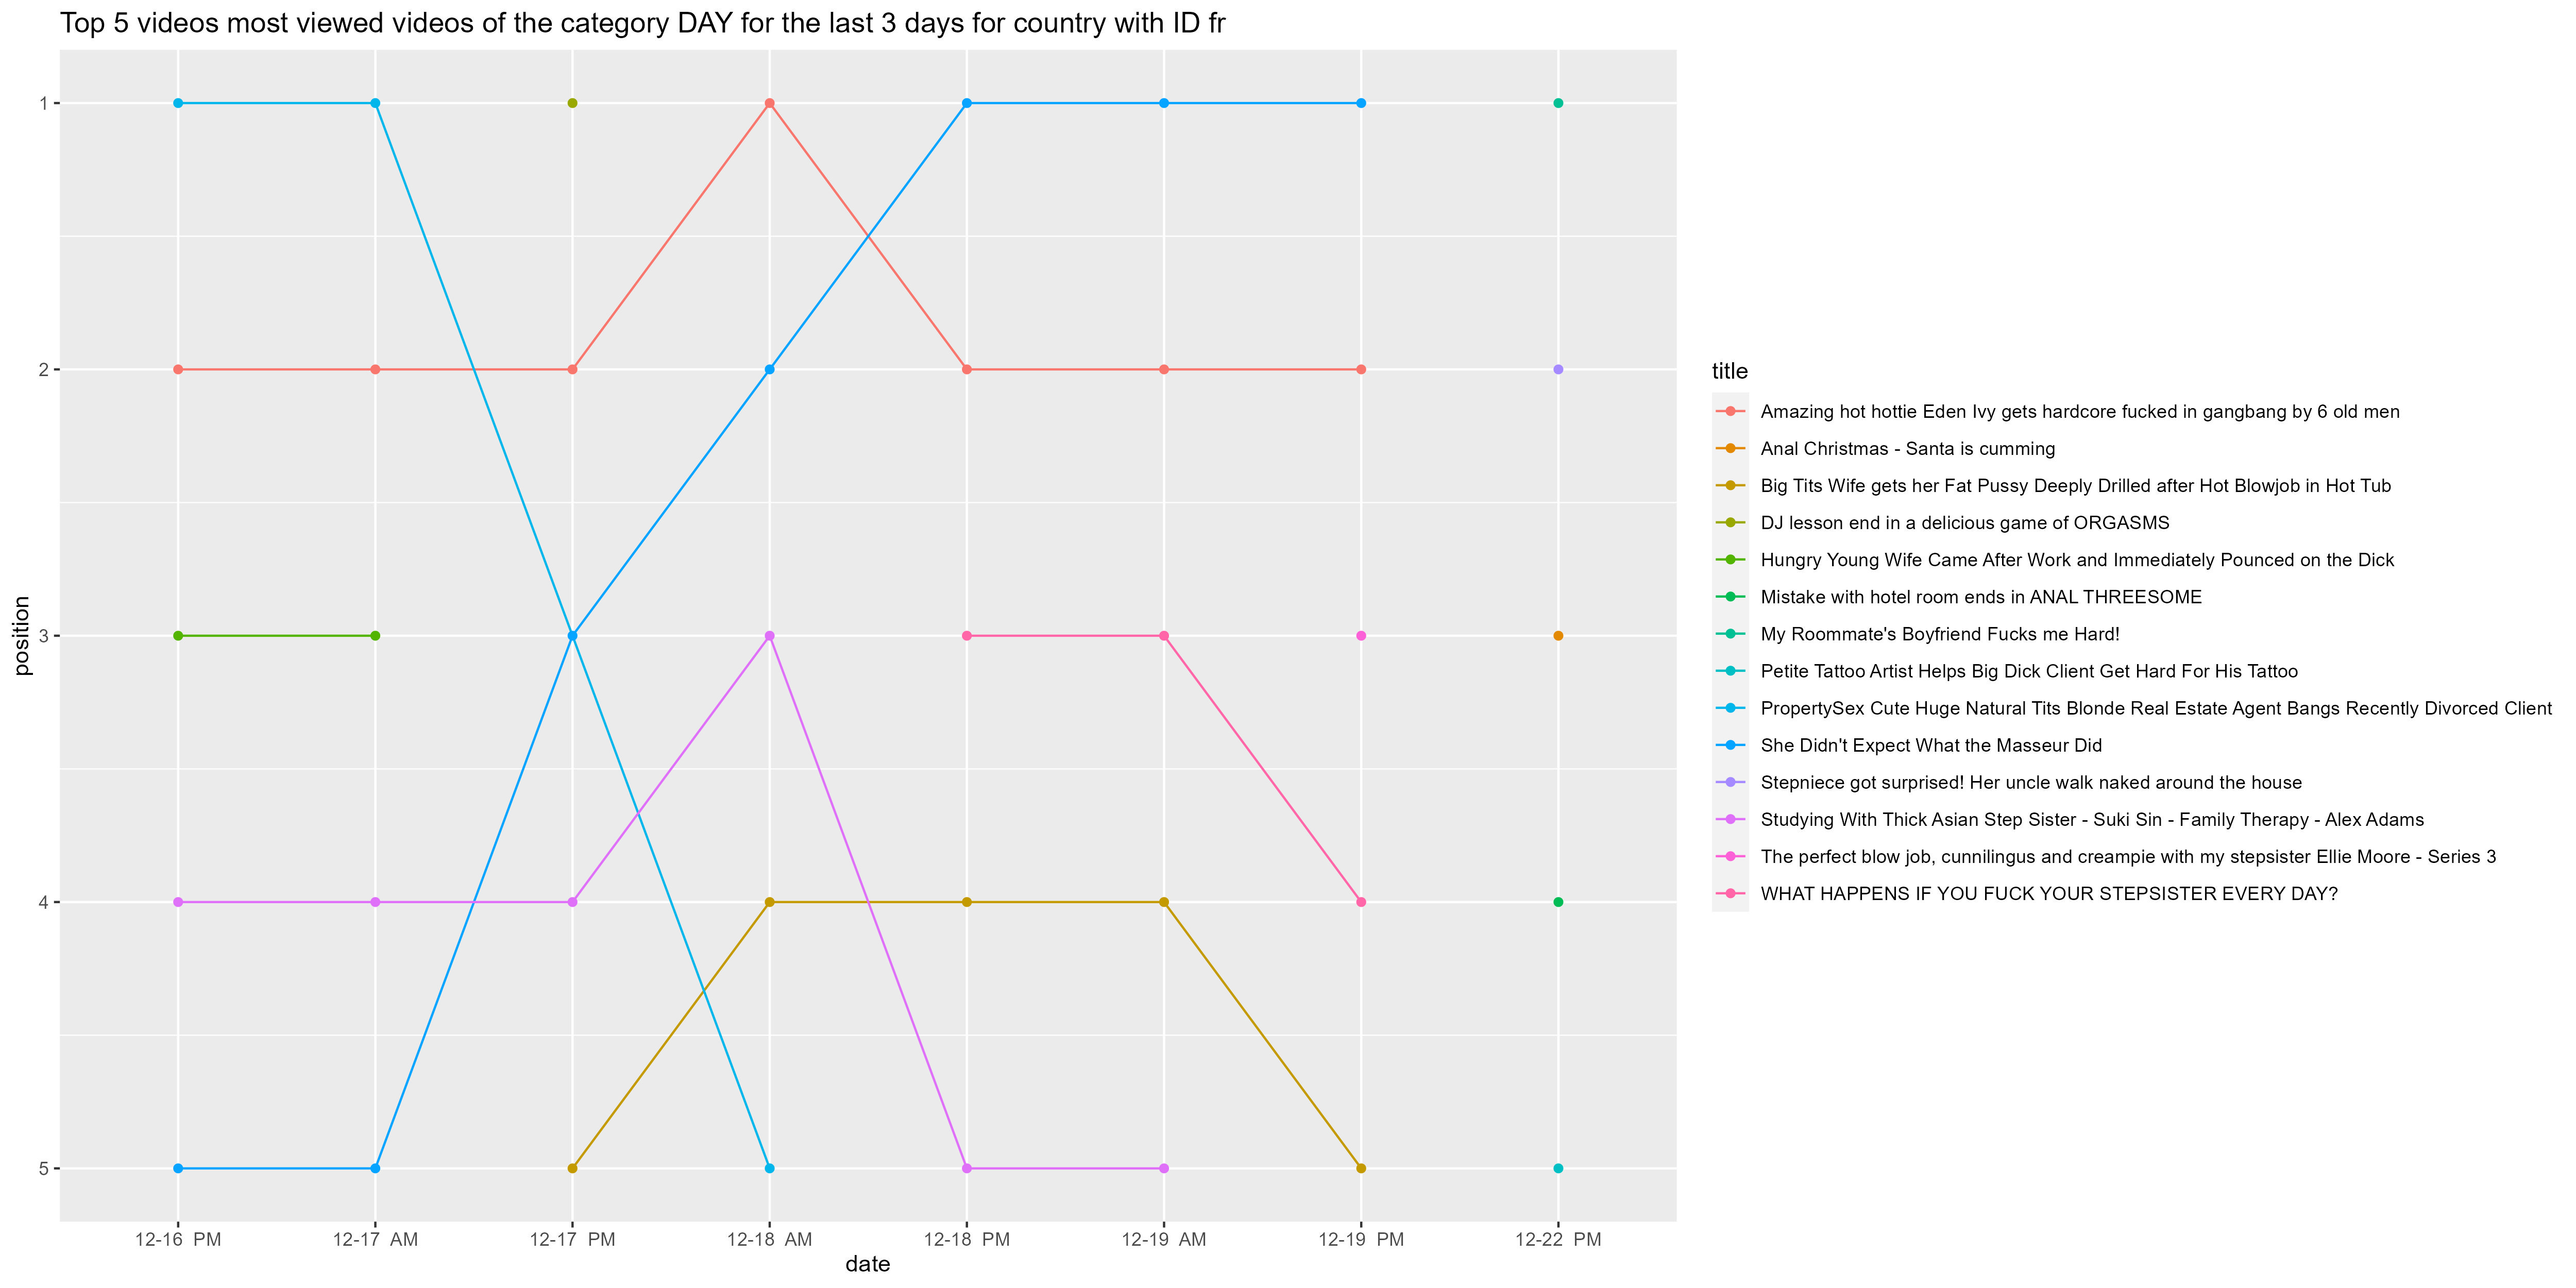 Top 5 videos most viewed videos of the category DAY for the last 3 days for country with ID fr
position
1
2
3
4
5
12-16 PM
12-17 AM
12-17 PM
12-18 AM
12-18 PM
12-19 AM
12-19 PM
12-22 PM
date
title
Amazing hot hottie Eden Ivy gets hardcore fucked in gangbang by 6 old men
Anal Christmas - Santa is cumming
Big Tits Wife gets her Fat Pussy Deeply Drilled after Hot Blowjob in Hot Tub
DJ lesson end in a delicious game of ORGASMS
Hungry Young Wife Came After Work and Immediately Pounced on the Dick
Mistake with hotel room ends in ANAL THREESOME
My Roommate's Boyfriend Fucks me Hard!
Petite Tattoo Artist Helps Big Dick Client Get Hard For His Tattoo
PropertySex Cute Huge Natural Tits Blonde Real Estate Agent Bangs Recently Divorced Client
She Didn't Expect What the Masseur Did
Stepniece got surprised! Her uncle walk naked around the house
Studying With Thick Asian Step Sister - Suki Sin - Family Therapy - Alex Adams
The perfect blow job, cunnilingus and creampie with my stepsister Ellie Moore - Series 3
WHAT HAPPENS IF YOU FUCK YOUR STEPSISTER EVERY DAY?